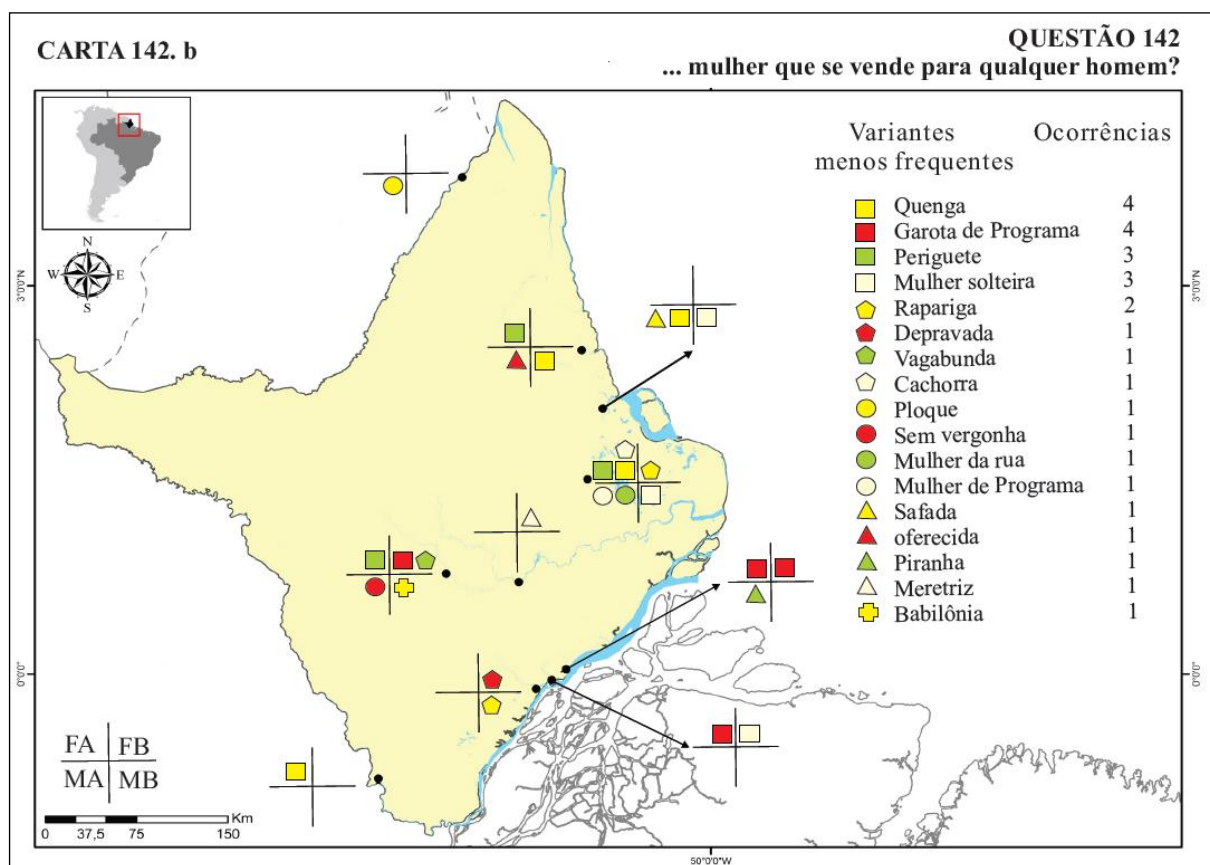 CARTA 142. b
QUESTÃO 142
... mulher que se vende para qualquer homem?
Variantes menos frequentes
Ocorrências
Quenga 4
Garota de Programa 4
Periguete 3
Mulher solteira 3
Rapariga 2
Depravada 1
Vagabunda 1
Cachorra 1
Ploque 1
Sem vergonha 1
Mulher da rua 1
Mulher de Programa 1
Safada 1
oferecida 1
Piranha 1
Meretriz 1
Babilônia 1
N
W E
S
3°0'0"N
3°0'0"N
0°0'0"
0°0'0"
FA FB
MA MB
Km
0 37,5 75 150
50°0'0"W